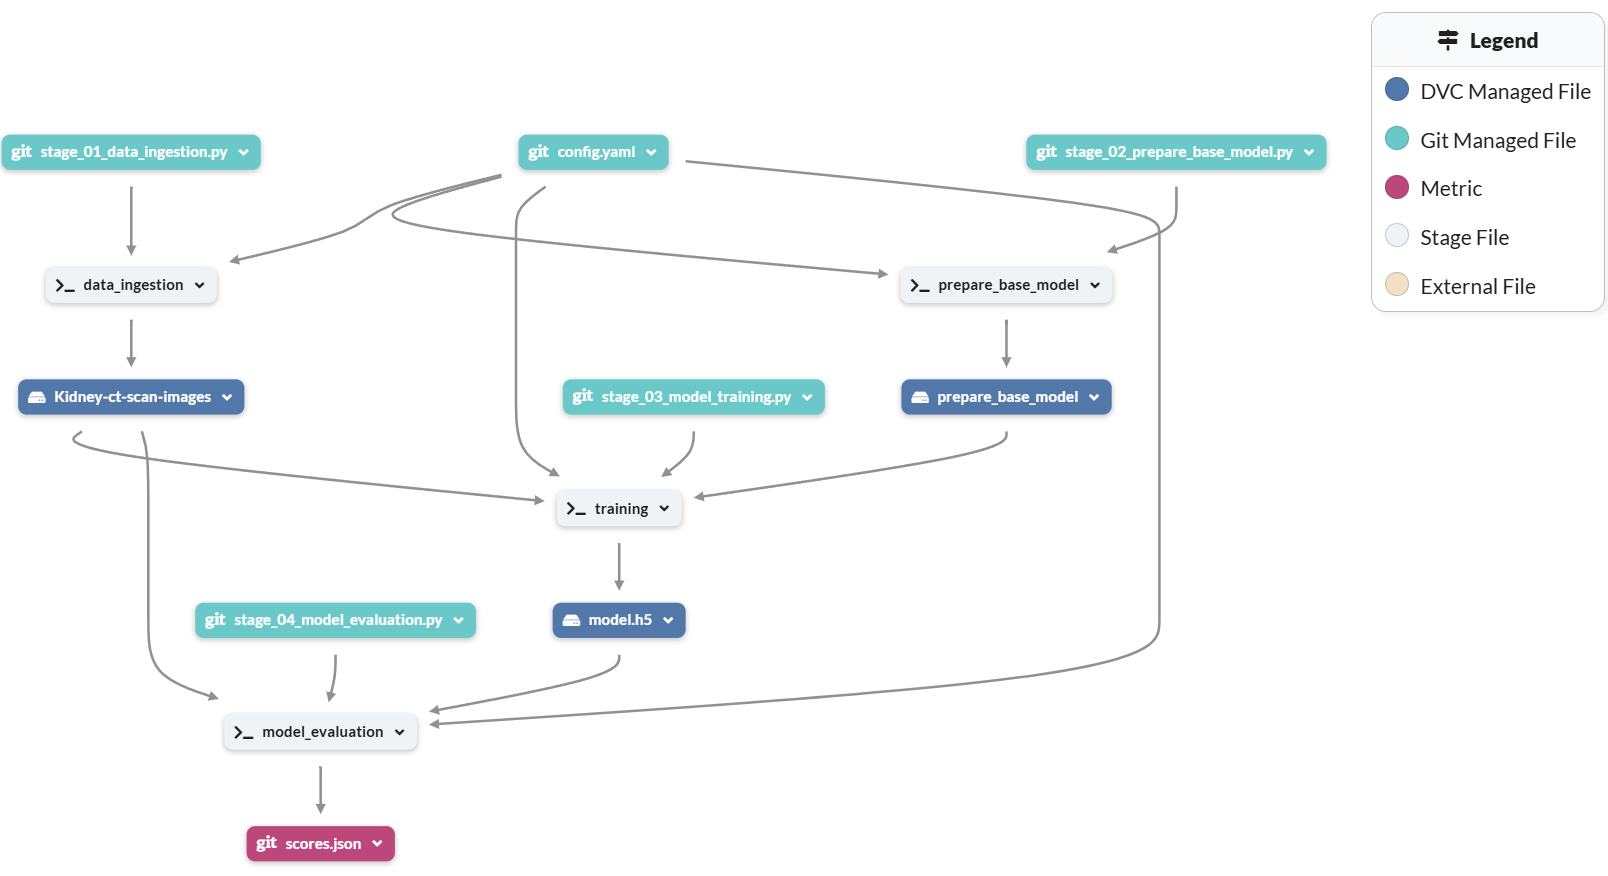 Legend
DVC Managed File
Git Managed File
Metric
Stage File
External File
git stage_01_data_ingestion.py
git config.yaml
git stage_02_prepare_base_model.py
>_ data_ingestion
>_ prepare_base_model
Kidney-ct-scan-images
git stage_03_model_training.py
prepare_base_model
>_ training
git stage_04_model_evaluation.py
model.h5
>_ model_evaluation
git scores.json